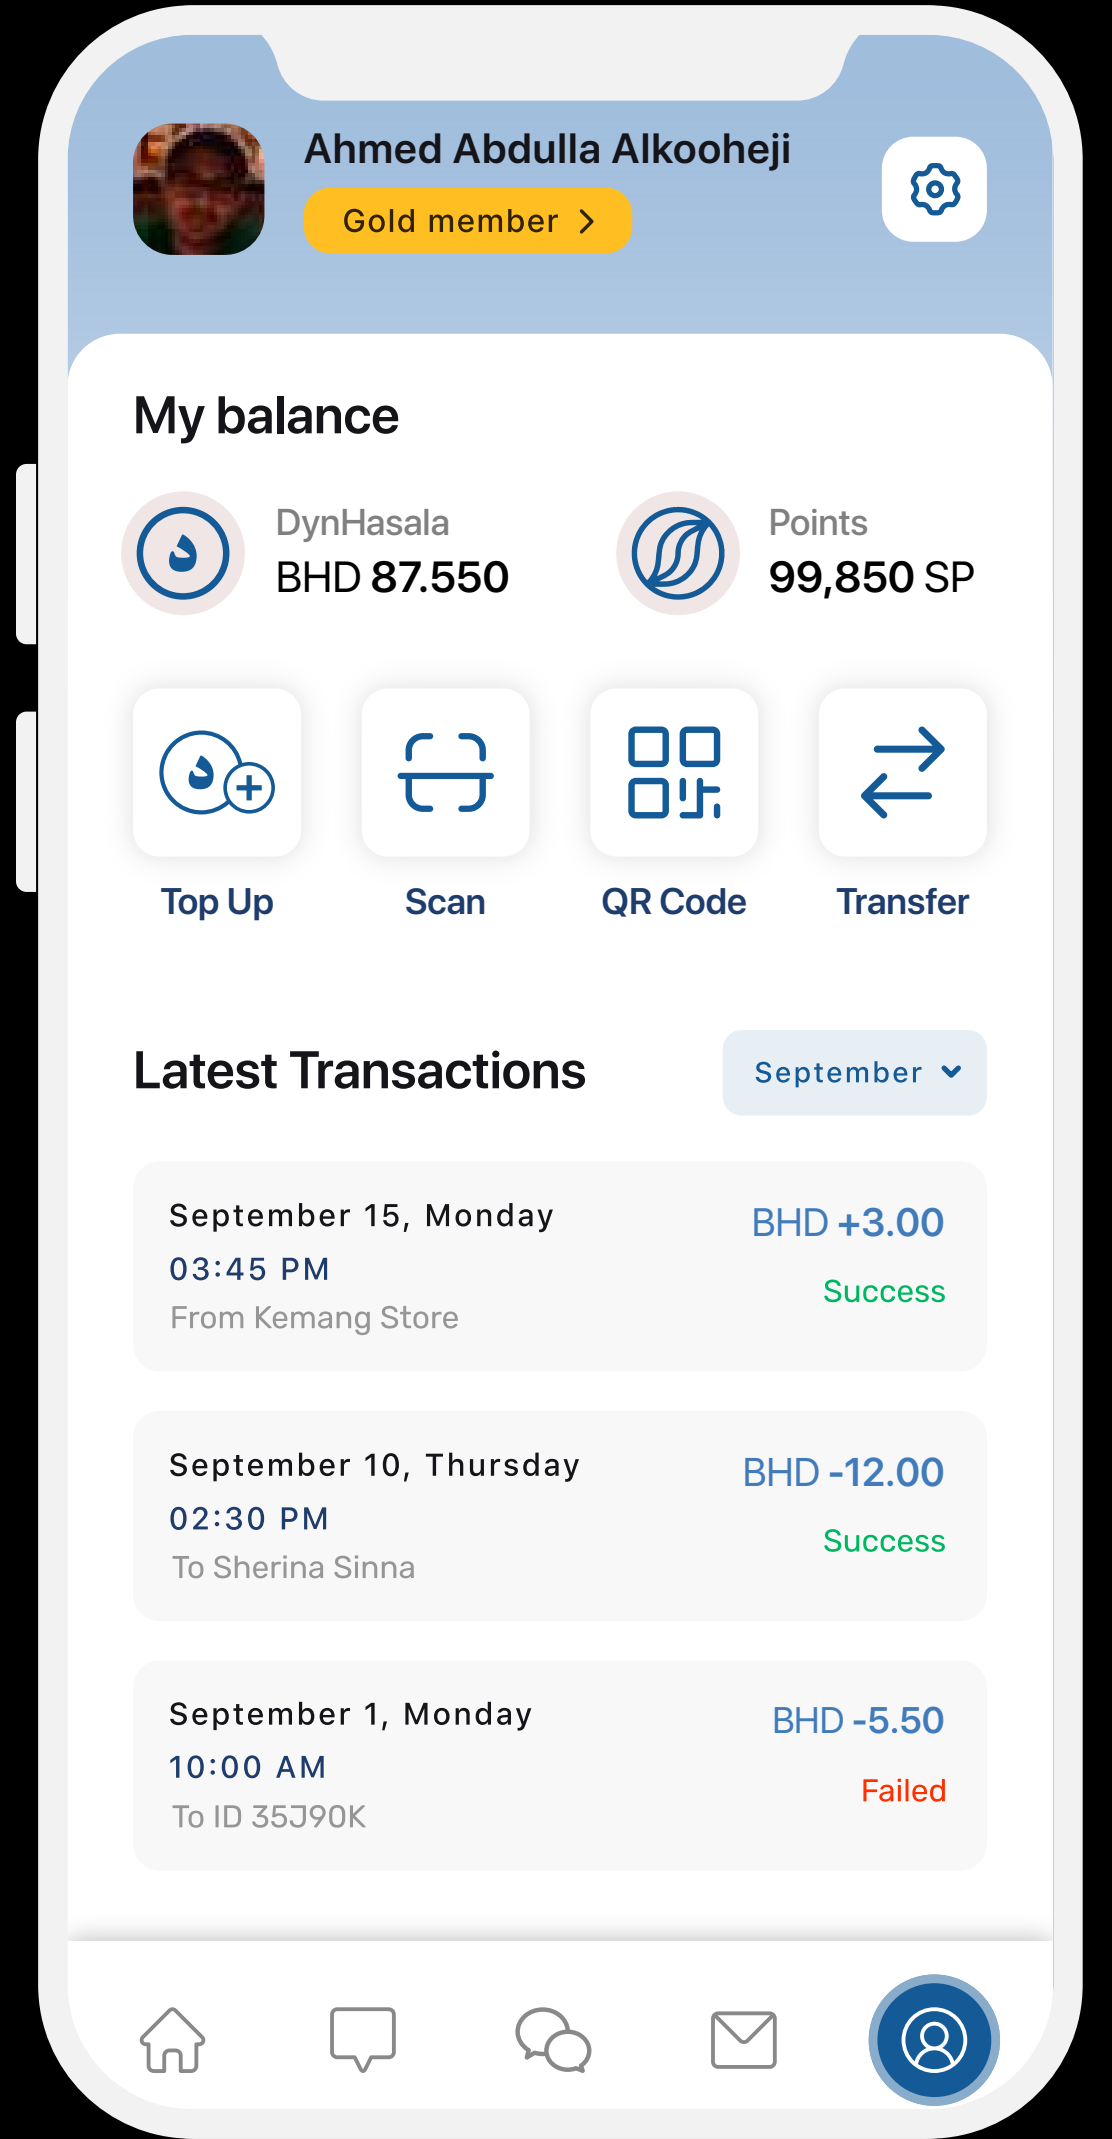 Ahmed Abdulla Alkooheji
Gold member
My balance
د
DynHasala
BHD 87.550
Points
99,850 SP
د
Top Up
Scan
QR Code
Transfer
Latest Transactions
September
September 15, Monday
BHD +3.00
03:45 PM
Success
From Kemang Store
September 10, Thursday
BHD -12.00
02:30 PM
Success
To Sherina Sinna
September 1, Monday
BHD -5.50
10:00 AM
Failed
To ID 35J90K